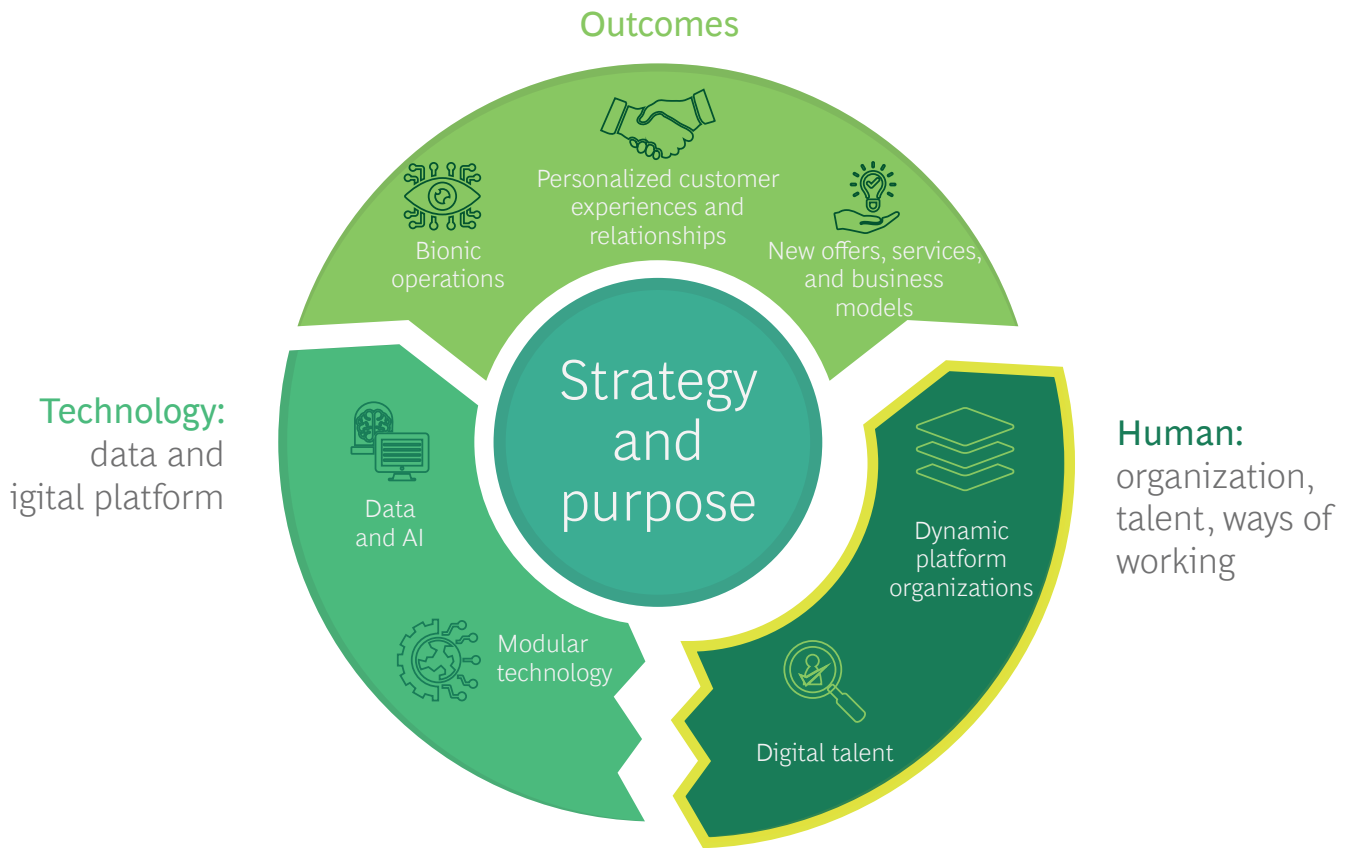 Outcomes
Personalized customer
experiences and
relationships
Bionic
operations
New offers, services,
and business
models
Strategy
and
purpose
Technology:
data and
igital platform
Data
and AI
Modular
technology
Human:
organization,
talent, ways of
working
Dynamic
platform
organizations
Digital talent